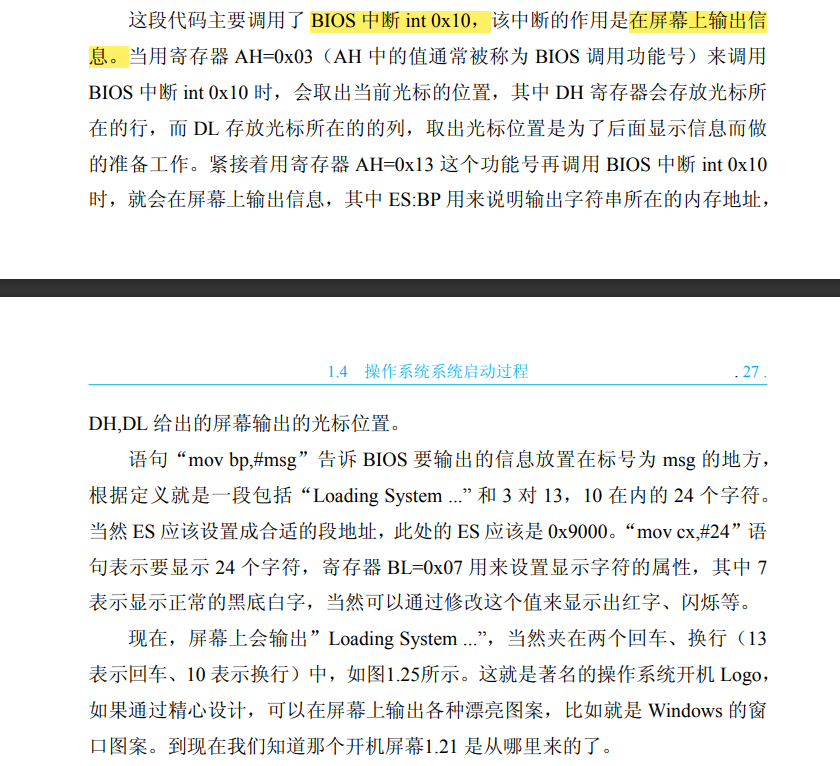 这段代码主要调用了 BIOS 中断 int 0x10，该中断的作用是在屏幕上输出信
息。当用寄存器 AH=0x03（AH 中的值通常被称为 BIOS 调用功能号）来调用
BIOS 中断 int 0x10 时，会取出当前光标的位置，其中 DH 寄存器会存放光标所
在的行，而 DL 存放光标所在的的列，取出光标位置是为了后面显示信息而做
的准备工作。紧接着用寄存器 AH=0x13 这个功能号再调用 BIOS 中断 int 0x10
时，就会在屏幕上输出信息，其中 ES:BP 用来说明输出字符串所在的内存地址，
1.4 操作系统系统启动过程 . 27 .
DH,DL 给出的屏幕输出的光标位置。
语句“mov bp,#msg”告诉 BIOS 要输出的信息放置在标号为 msg 的地方，
根据定义就是一段包括“Loading System ...” 和 3 对 13，10 在内的 24 个字符。
当然 ES 应该设置成合适的段地址，此处的 ES 应该是 0x9000。“mov cx,#24”语
句表示要显示 24 个字符，寄存器 BL=0x07 用来设置显示字符的属性，其中 7
表示显示正常的黑底白字，当然可以通过修改这个值来显示出红字、闪烁等。
现在，屏幕上会输出”Loading System ...”，当然夹在两个回车、换行（13
表示回车、10 表示换行）中，如图1.25所示。这就是著名的操作系统开机 Logo，
如果通过精心设计，可以在屏幕上输出各种漂亮图案，比如就是 Windows 的窗
口图案。到现在我们知道那个开机屏幕1.21 是从哪里来的了。